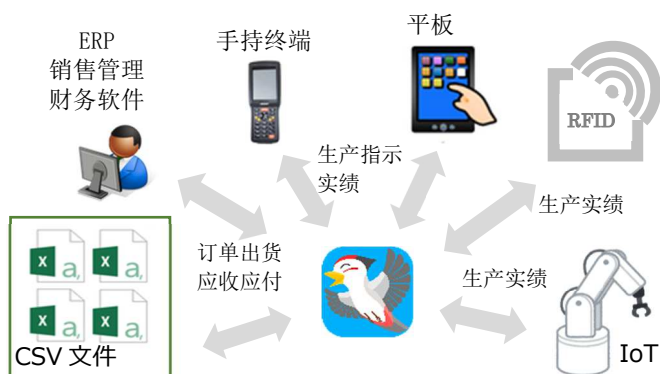 ERP
销售管理
财务软件
手持终端
平板
RFID
生产指示
实绩
生产实绩
订单出货
应收应付
生产实绩
X a,
X a,
X a,
X a,
CSV 文件
IoT